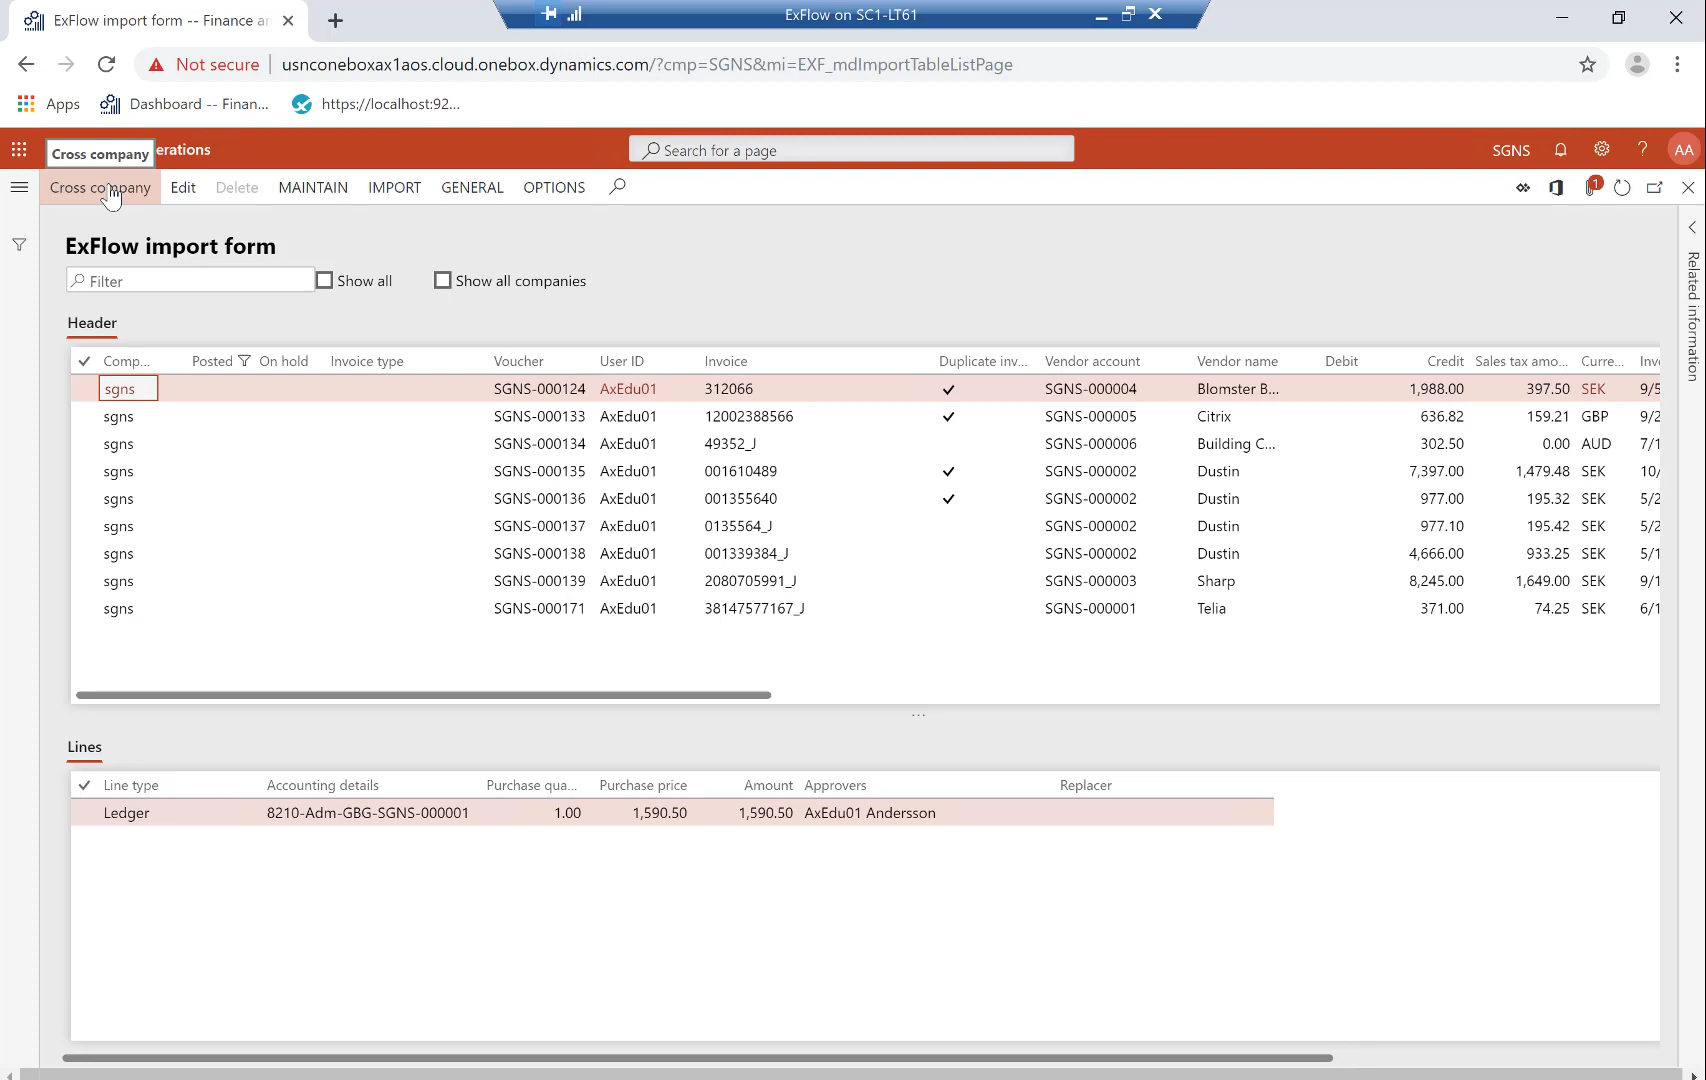 ExFlow import form -- Finance an
ExFlow on SC1-LT61
Not secure
usnconeboxax1aos.cloud.onebox.dynamics.com/?cmp=SGNS&mi=EXF_mdImportTableListPage
Apps
Dashboard -- Finan...
https://localhost:92...
Cross company
erations
Search for a page
SGNS
?
AA
Cross company
Edit
Delete
MAINTAIN
IMPORT
GENERAL
OPTIONS
1
ExFlow import form
Filter
Show all
Show all companies
Related information
Header
Comp... Posted On hold Invoice type Voucher User ID Invoice Duplicate inv... Vendor account Vendor name Debit Credit Sales tax amo... Curre... Inv
sgns SGNS-000124 AxEdu01 312066 ✓ SGNS-000004 Blomster B... 1,988.00 397.50 SEK 9/5
sgns SGNS-000133 AxEdu01 12002388566 ✓ SGNS-000005 Citrix 636.82 159.21 GBP 9/2
sgns SGNS-000134 AxEdu01 49352_J SGNS-000006 Building C... 302.50 0.00 AUD 7/1
sgns SGNS-000135 AxEdu01 001610489 ✓ SGNS-000002 Dustin 7,397.00 1,479.48 SEK 10/
sgns SGNS-000136 AxEdu01 001355640 ✓ SGNS-000002 Dustin 977.00 195.32 SEK 5/2
sgns SGNS-000137 AxEdu01 0135564_J SGNS-000002 Dustin 977.10 195.42 SEK 5/2
sgns SGNS-000138 AxEdu01 001339384_J SGNS-000002 Dustin 4,666.00 933.25 SEK 5/1
sgns SGNS-000139 AxEdu01 2080705991_J SGNS-000003 Sharp 8,245.00 1,649.00 SEK 9/1
sgns SGNS-000171 AxEdu01 38147577167_J SGNS-000001 Telia 371.00 74.25 SEK 6/1
...
Lines
Line type Accounting details Purchase qua... Purchase price Amount Approvers Replacer
Ledger 8210-Adm-GBG-SGNS-000001 1.00 1,590.50 1,590.50 AxEdu01 Andersson